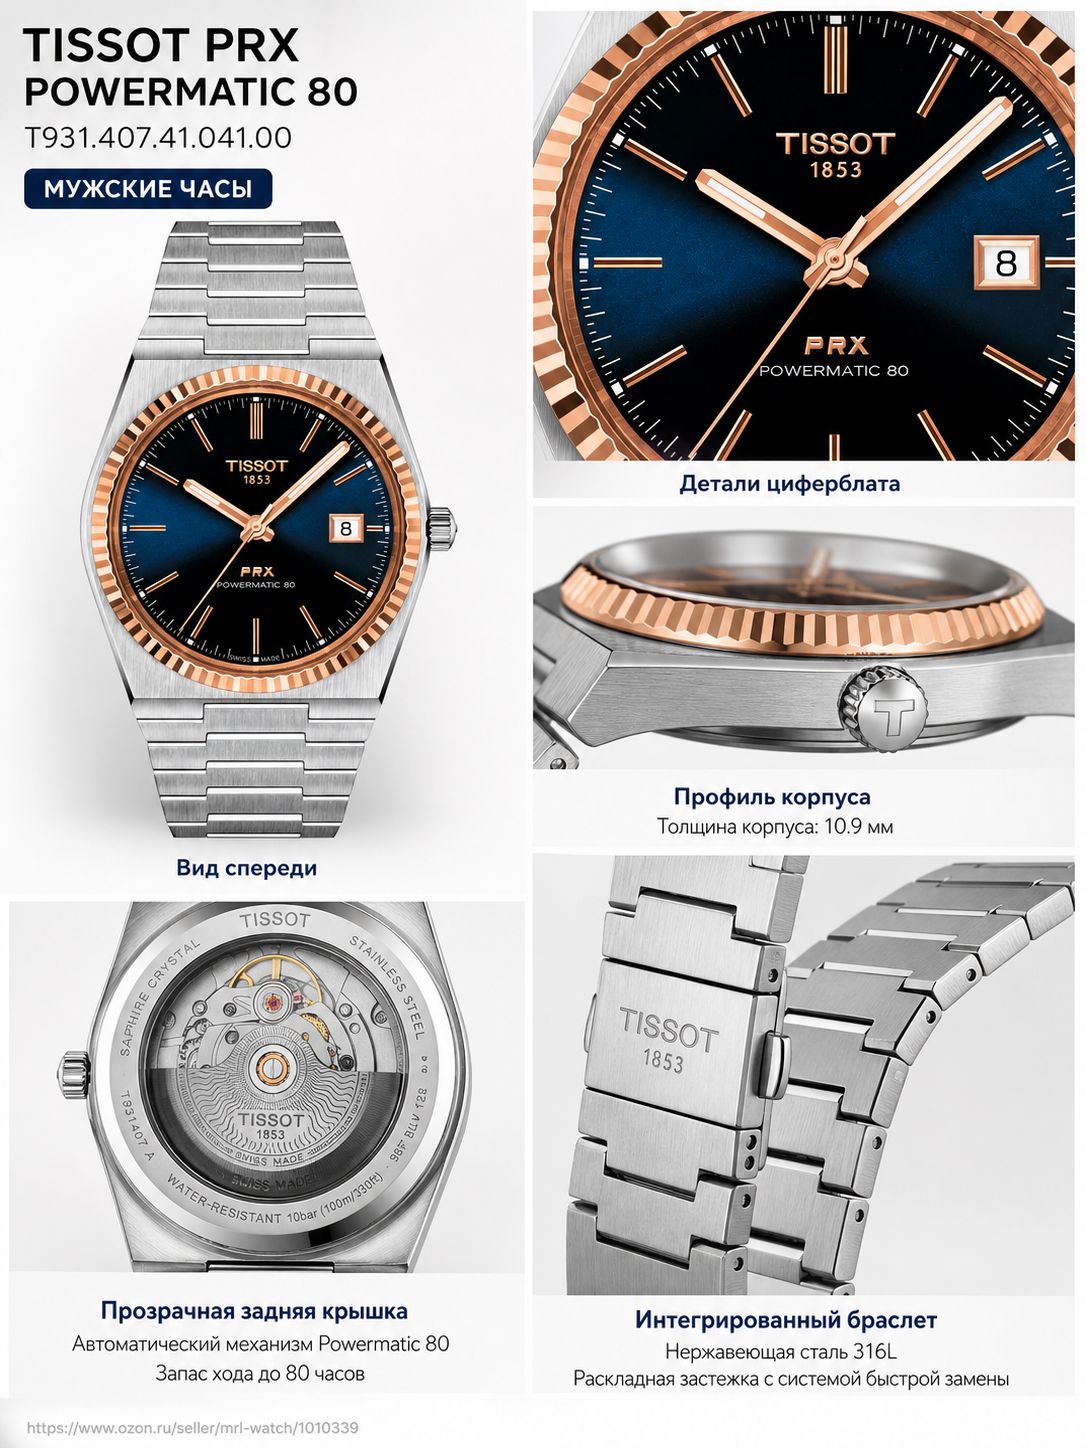 TISSOT PRX
POWERMATIC 80
T931.407.41.041.00
МУЖСКИЕ ЧАСЫ
TISSOT
1853
8
PRX
POWERMATIC 80
SWISS MADE
Вид спереди
TISSOT
1853
8
PRX
POWERMATIC 80
Детали циферблата
T
Профиль корпуса
Толщина корпуса: 10.9 мм
TISSOT
STAINLESS STEEL
SAPHIRE CRYSTAL
T931407 A
WATER-RESISTANT 10bar (100m/330ft)
TISSOT
1853
SWISS MADE
SWISS MADE
Прозрачная задняя крышка
Автоматический механизм Powermatic 80
Запас хода до 80 часов
TISSOT
1853
Интегрированный браслет
Нержавеющая сталь 316L
Раскладная застежка с системой быстрой замены
https://www.ozon.ru/seller/mrl-watch/1010339